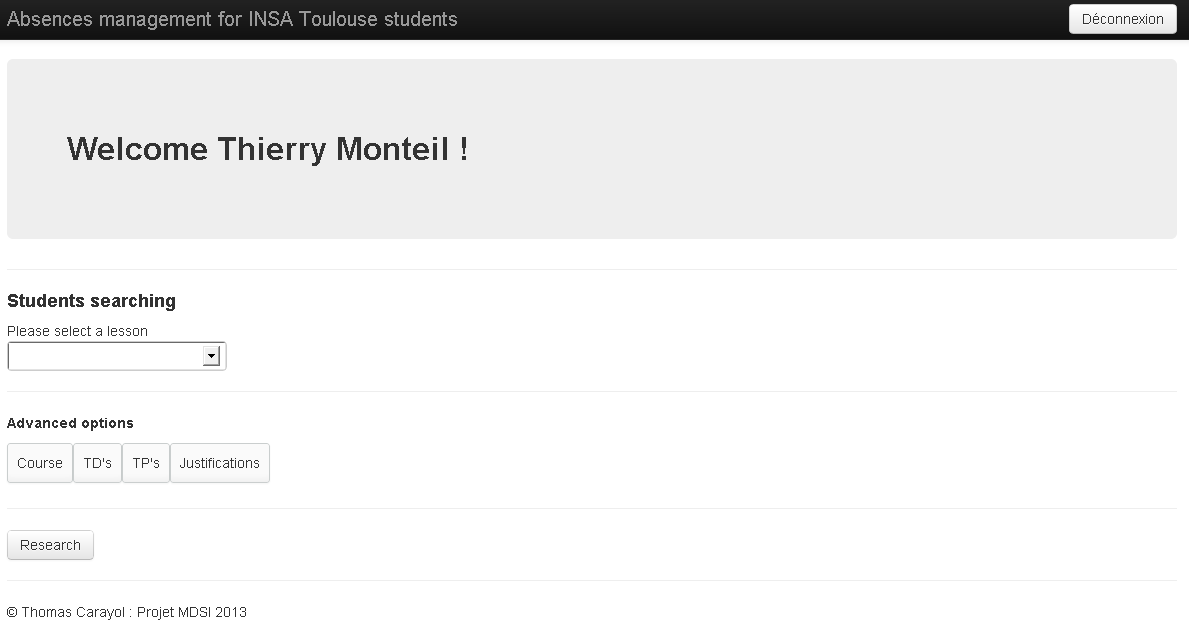 Absences management for INSA Toulouse students
Déconnexion
Welcome Thierry Monteil !
Students searching
Please select a lesson
Advanced options
Course TD's TP's Justifications
Research
© Thomas Carayol : Projet MDSI 2013